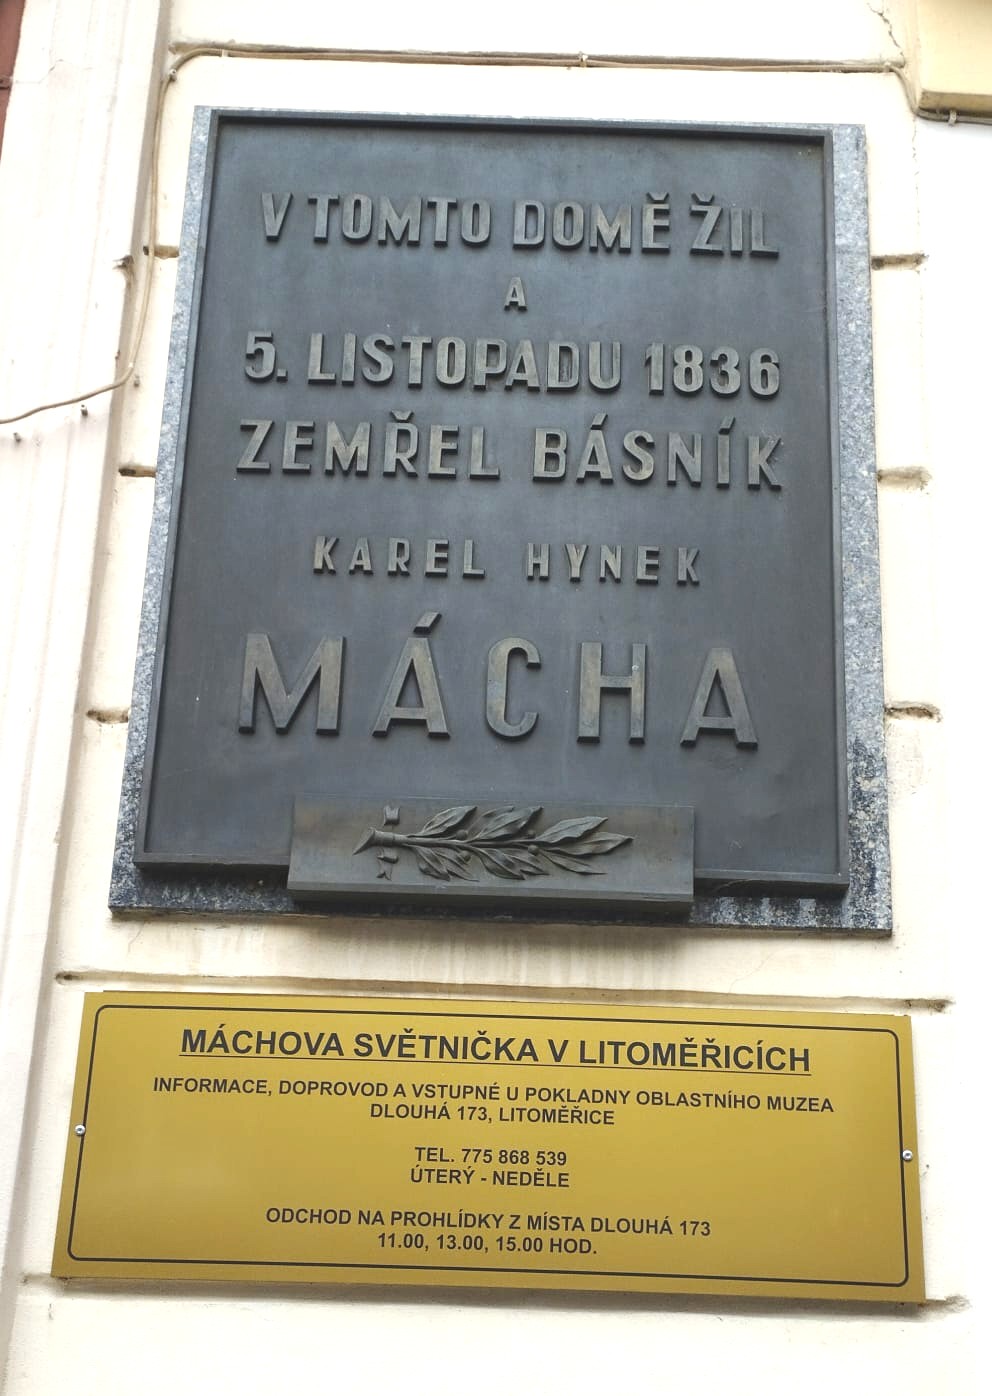 V TOMTO DOMĚ ŽIL
A
5. LISTOPADU 1836
ZEMŘEL BÁSNÍK
KAREL HYNEK
MÁCHA
MÁCHOVA SVĚTNIČKA V LITOMĚŘICÍCH
INFORMACE, DOPROVOD A VSTUPNÉ U POKLADNY OBLASTNÍHO MUZEA
DLOUHÁ 173, LITOMĚŘICE
TEL. 775 868 539
ÚTERÝ - NEDĚLE
ODCHOD NA PROHLÍDKY Z MÍSTA DLOUHÁ 173
11.00, 13.00, 15.00 HOD.